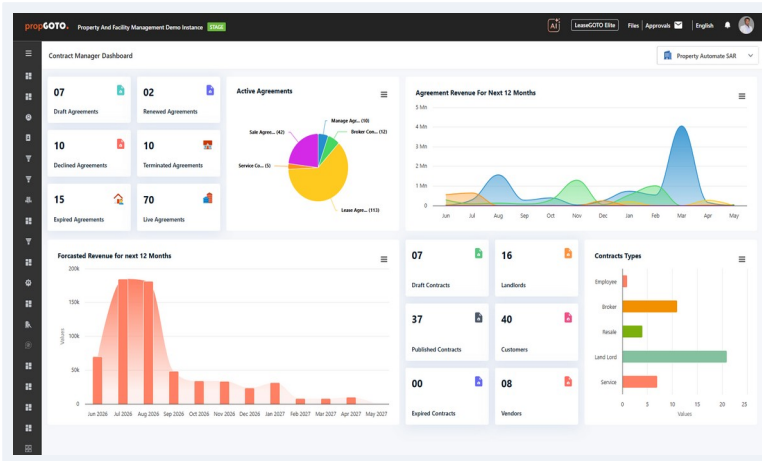 propGOTO. Property And Facility Management Demo Instance STAGE
AI LeaseGOTO Elite Files Approvals English
Contract Manager Dashboard
Property Automate SAR
07
Draft Agreements
02
Renewed Agreements
10
Declined Agreements
10
Terminated Agreements
15
Expired Agreements
70
Live Agreements
Active Agreements
Manage Agr... (10)
Broker Con... (12)
Sale Agree... (42)
Service Co... (5)
Lease Agre... (113)
Agreement Revenue For Next 12 Months
5 Mn
4 Mn
3 Mn
2 Mn
1 Mn
0
Jun Jul Aug Sep Oct Nov Dec Jan Feb Mar Apr May
Forcasted Revenue for next 12 Months
200k
150k
100k
50k
0
Values
Jun 2026 Jul 2026 Aug 2026 Sep 2026 Oct 2026 Nov 2026 Dec 2026 Jan 2027 Feb 2027 Mar 2027 Apr 2027 May 2027
07
Draft Contracts
16
Landlords
37
Published Contracts
40
Customers
00
Expired Contracts
08
Vendors
Contracts Types
Employee
Broker
Resale
Land Lord
Service
0 5 10 15 20 25
Values